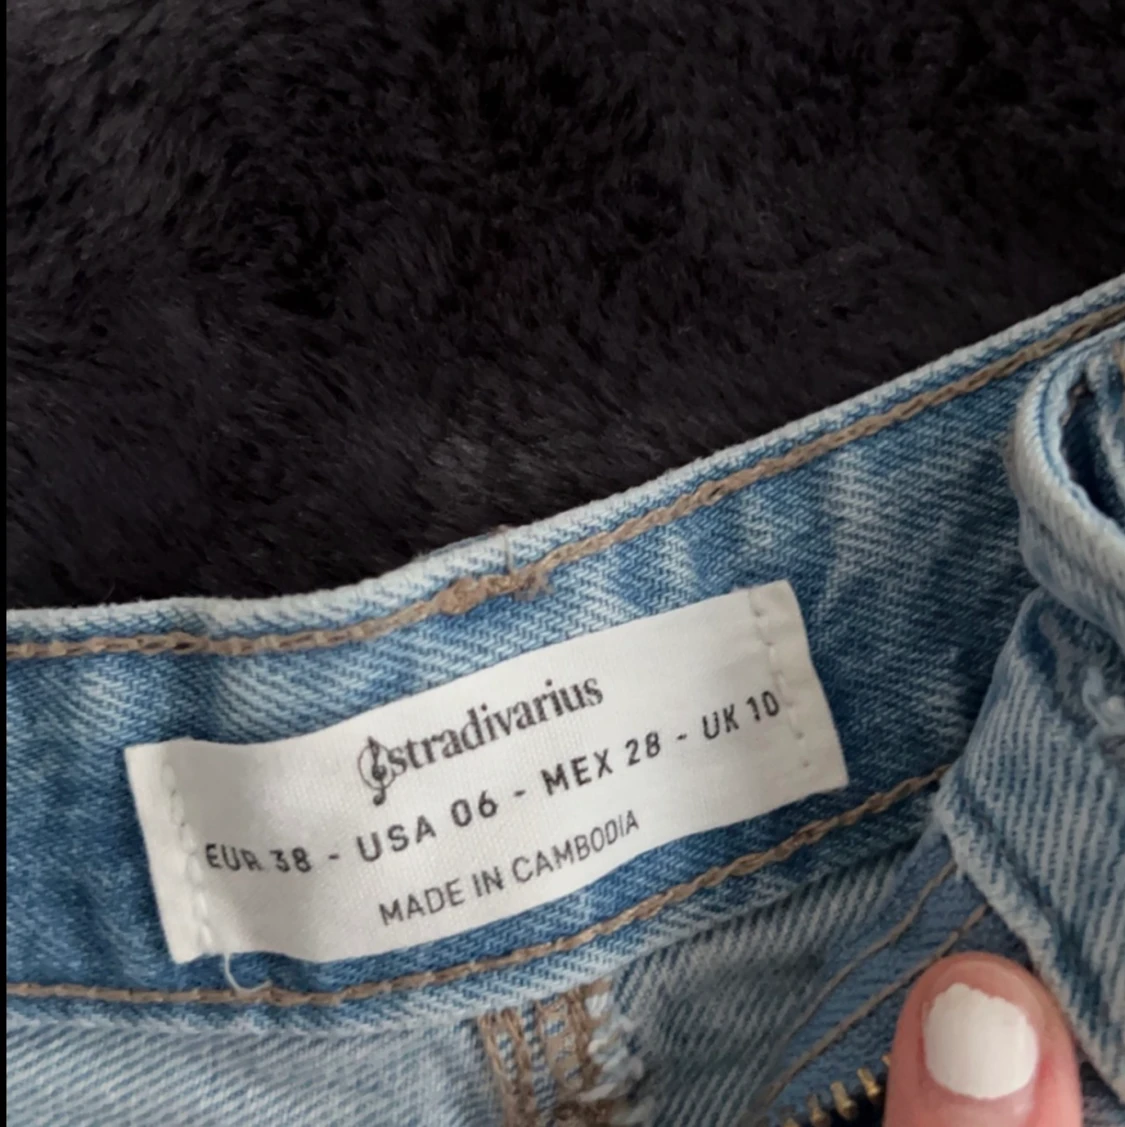 stradivarius
EUR 38 - USA 06 - MEX 28 - UK 10
MADE IN CAMBODIA